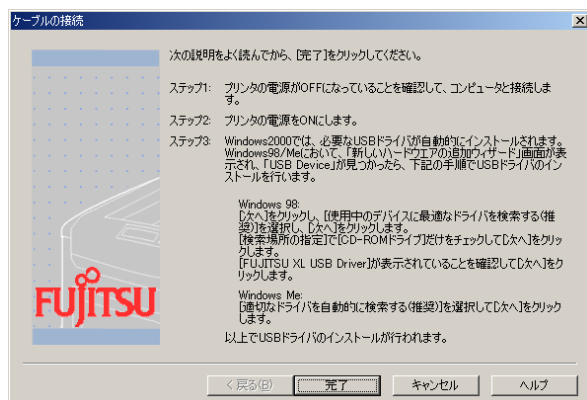 ケーブルの接続
次の説明をよく読んでから、[完了]をクリックしてください。
ステップ1: プリンタの電源がOFFになっていることを確認して、コンピュータと接続しま
す。
ステップ2: プリンタの電源をONにします。
ステップ3: Windows2000では、必要なUSBドライバが自動的にインストールされます。
Windows98/Meにおいて、「新しいハードウエアの追加ウィザード」画面が表
示され、「USB Device」が見つかったら、下記の手順でUSBドライバのイン
ストールを行います。
Windows 98:
[次へ]をクリックし、[使用中のデバイスに最適なドライバを検索する(推
奨)]を選択し、[次へ]をクリックします。
[検索場所の指定]で[CD-ROMドライブ]だけをチェックして[次へ]をクリッ
クします。
[FUJITSU XL USB Driver]が表示されていることを確認して[次へ]をク
リックします。
Windows Me:
[適切なドライバを自動的に検索する(推奨)]を選択して[次へ]をクリック
します。
以上でUSBドライバのインストールが行われます。
FUJITSU
< 戻る(B)
完了
キャンセル
ヘルプ